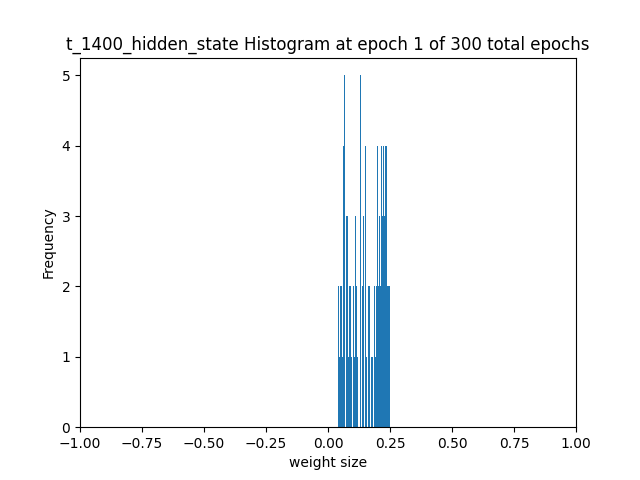 t_1400_hidden_state Histogram at epoch 1 of 300 total epochs
5
4
3
2
1
0
Frequency
−1.00 −0.75 −0.50 −0.25 0.00 0.25 0.50 0.75 1.00
weight size